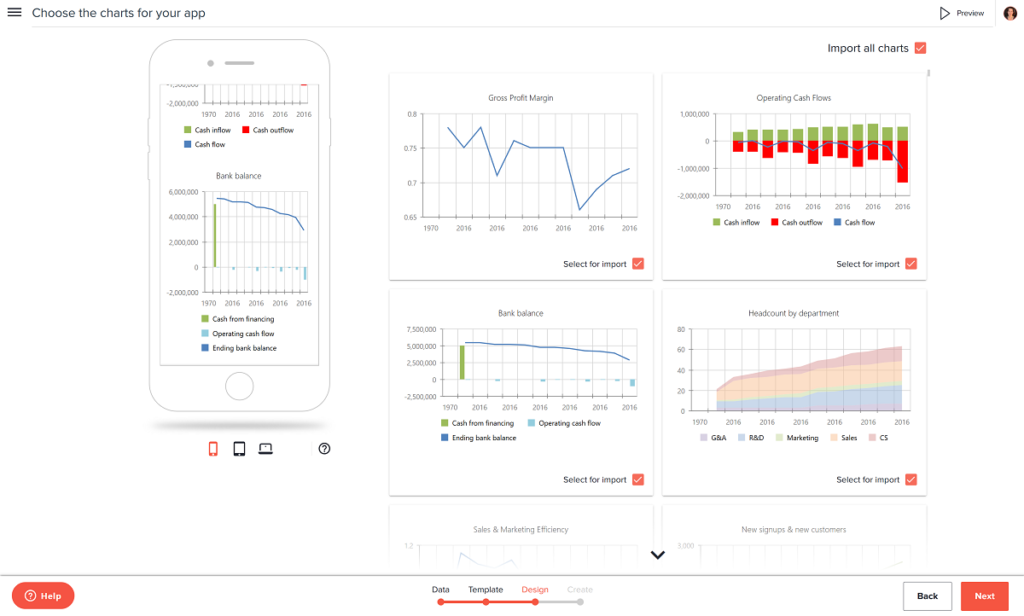 Choose the charts for your app
Preview
Import all charts
-2,000,000
1970 2016 2016 2016 2016
Cash inflow Cash outflow
Cash flow
Bank balance
6,000,000
4,000,000
2,000,000
0
-2,000,000
1970 2016 2016 2016 2016
Cash from financing
Operating cash flow
Ending bank balance
Gross Profit Margin
0.8
0.75
0.7
0.65
1970 2016 2016 2016 2016 2016 2016
Select for import
Operating Cash Flows
1,000,000
0
-1,000,000
-2,000,000
1970 2016 2016 2016 2016 2016 2016
Cash inflow Cash outflow Cash flow
Select for import
Bank balance
7,500,000
5,000,000
2,500,000
0
-2,500,000
1970 2016 2016 2016 2016 2016 2016
Cash from financing Operating cash flow
Ending bank balance
Select for import
Headcount by department
80
60
40
20
0
1970 2016 2016 2016 2016 2016 2016
G&A R&D Marketing Sales CS
Select for import
Sales & Marketing Efficiency
1.2
New signups & new customers
3,000
Help
Data Template Design Create
Back
Next